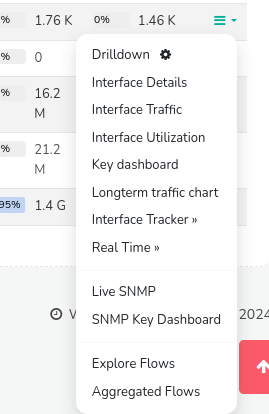 % 1.76 K 0% 1.46 K
Drilldown
% 0
Interface Details
Interface Traffic
% 16.2
M
Interface Utilization
% 21.2
M
Key dashboard
Longterm traffic chart
95% 1.4 G
Interface Tracker »
Real Time »
Live SNMP
2024
SNMP Key Dashboard
Explore Flows
Aggregated Flows